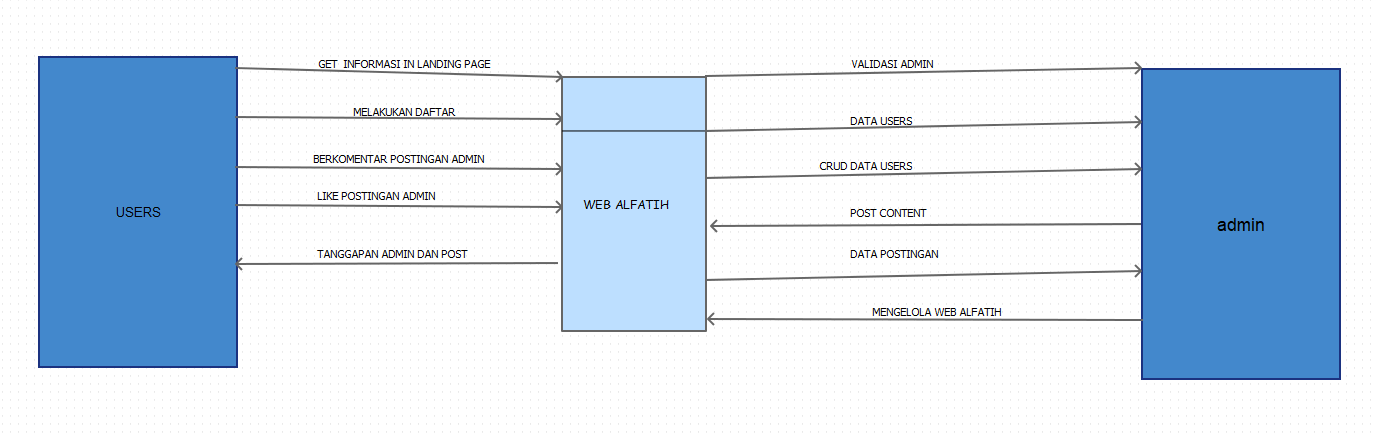 GET INFORMASI IN LANDING PAGE
MELAKUKAN DAFTAR
BERKOMENTAR POSTINGAN ADMIN
LIKE POSTINGAN ADMIN
TANGGAPAN ADMIN DAN POST
USERS
WEB ALFATIH
VALIDASI ADMIN
DATA USERS
CRUD DATA USERS
POST CONTENT
DATA POSTINGAN
MENGELOLA WEB ALFATIH
admin